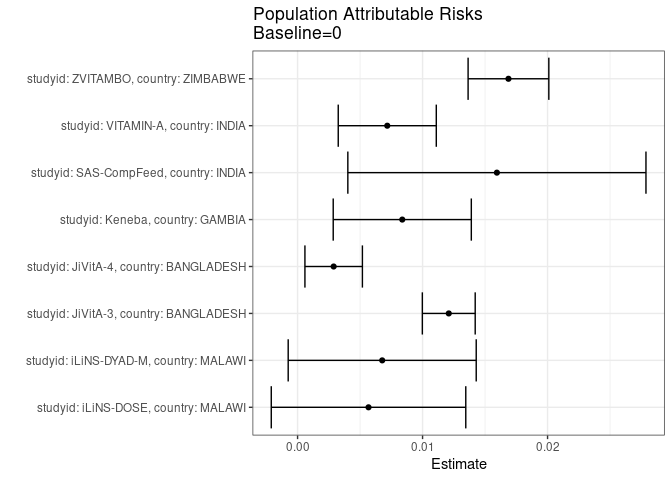 Population Attributable Risks
Baseline=0
studyid: ZVITAMBO, country: ZIMBABWE
studyid: VITAMIN-A, country: INDIA
studyid: SAS-CompFeed, country: INDIA
studyid: Keneba, country: GAMBIA
studyid: JiVitA-4, country: BANGLADESH
studyid: JiVitA-3, country: BANGLADESH
studyid: iLiNS-DYAD-M, country: MALAWI
studyid: iLiNS-DOSE, country: MALAWI
0.00 0.01 0.02
Estimate